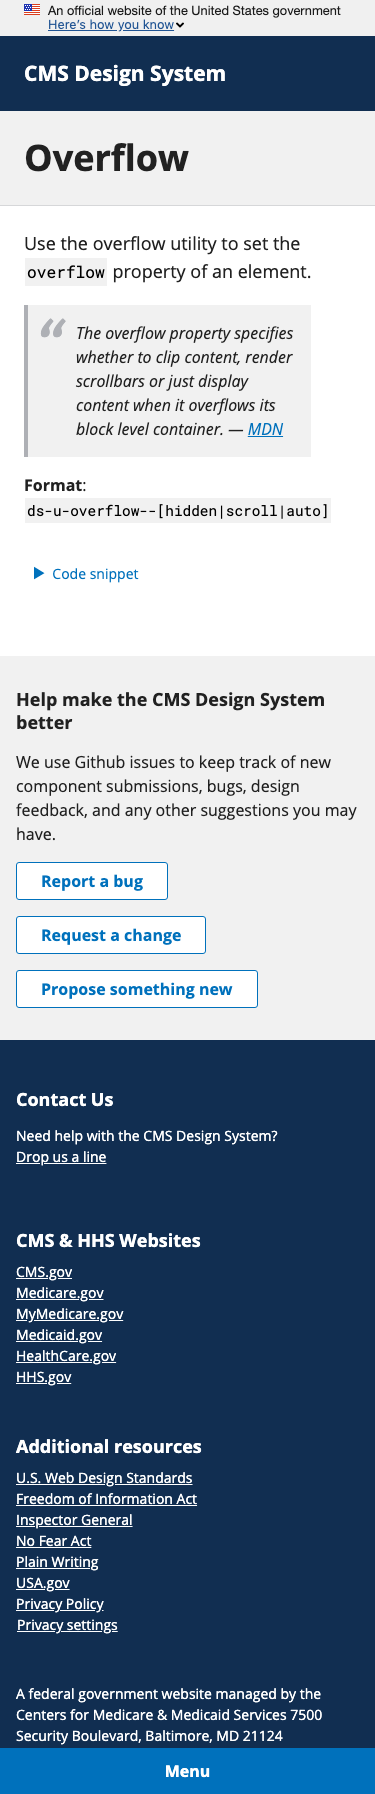 An official website of the United States government
Here's how you know
CMS Design System
Overflow
Use the overflow utility to set the
overflow property of an element.
The overflow property specifies
whether to clip content, render
scrollbars or just display
content when it overflows its
block level container. — MDN
Format:
ds-u-overflow--[hidden|scroll|auto]
Code snippet
Help make the CMS Design System
better
We use Github issues to keep track of new
component submissions, bugs, design
feedback, and any other suggestions you may
have.
Report a bug
Request a change
Propose something new
Contact Us
Need help with the CMS Design System?
Drop us a line
CMS & HHS Websites
CMS.gov
Medicare.gov
MyMedicare.gov
Medicaid.gov
HealthCare.gov
HHS.gov
Additional resources
U.S. Web Design Standards
Freedom of Information Act
Inspector General
No Fear Act
Plain Writing
USA.gov
Privacy Policy
Privacy settings
A federal government website managed by the
Centers for Medicare & Medicaid Services 7500
Security Boulevard, Baltimore, MD 21124
Menu